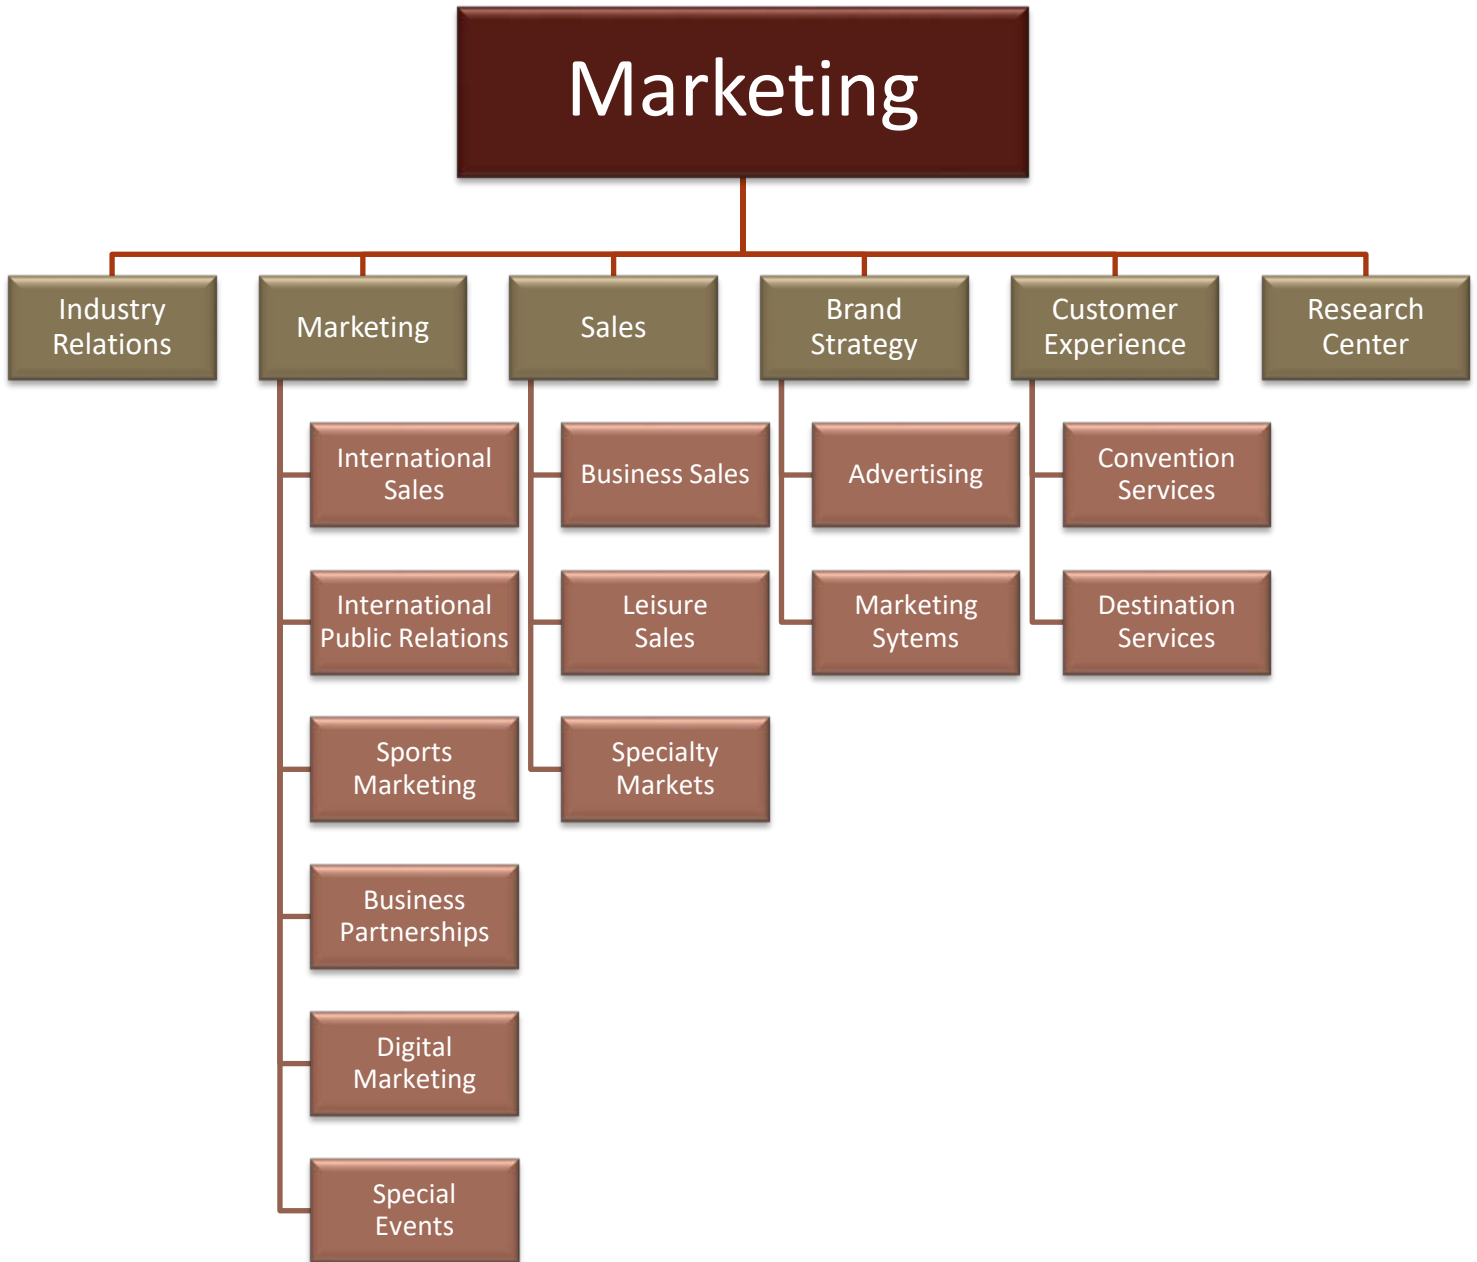 Marketing
Industry
Relations
Marketing
Sales
Brand
Strategy
Customer
Experience
Research
Center
International
Sales
International
Public Relations
Sports
Marketing
Business
Partnerships
Digital
Marketing
Special
Events
Business Sales
Leisure
Sales
Specialty
Markets
Advertising
Marketing
Sytems
Convention
Services
Destination
Services